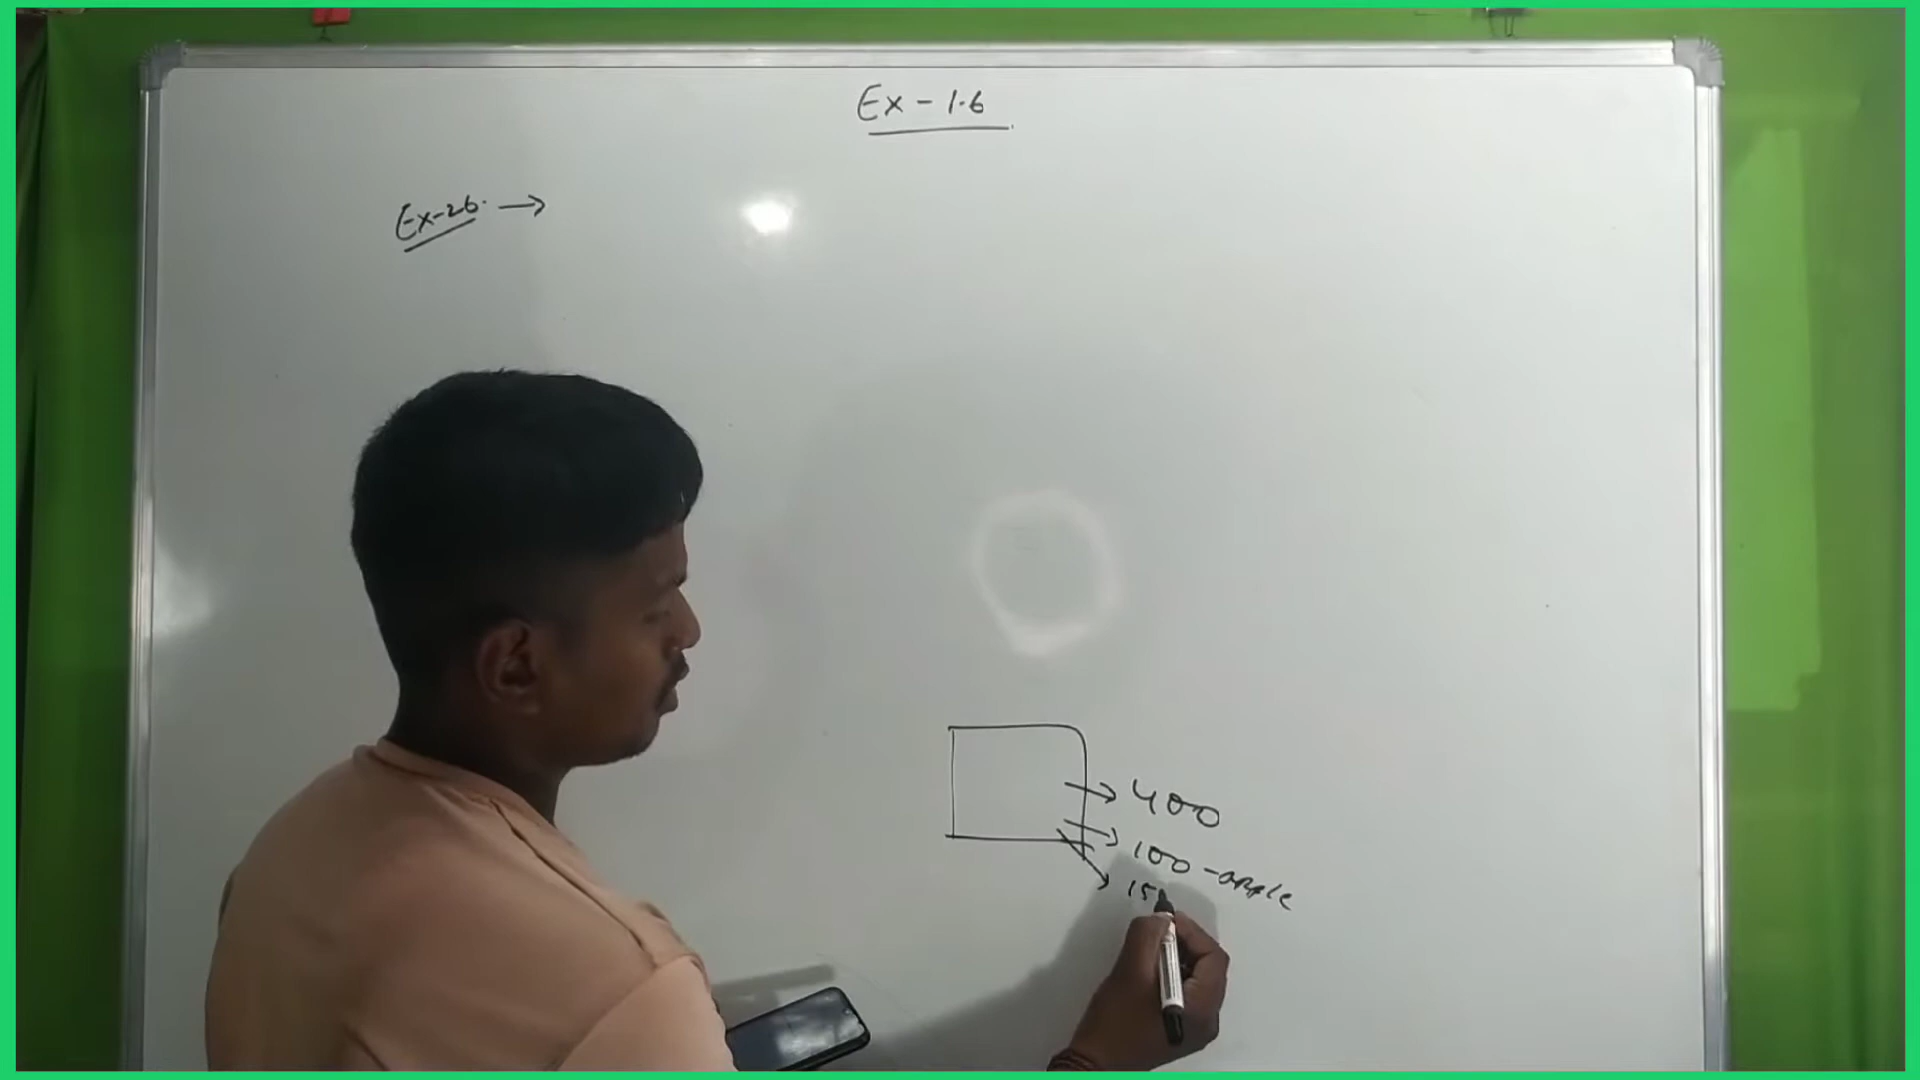 Ex - 1.6
Ex-26. →
→ 400
→ 100 - apple
→ 15